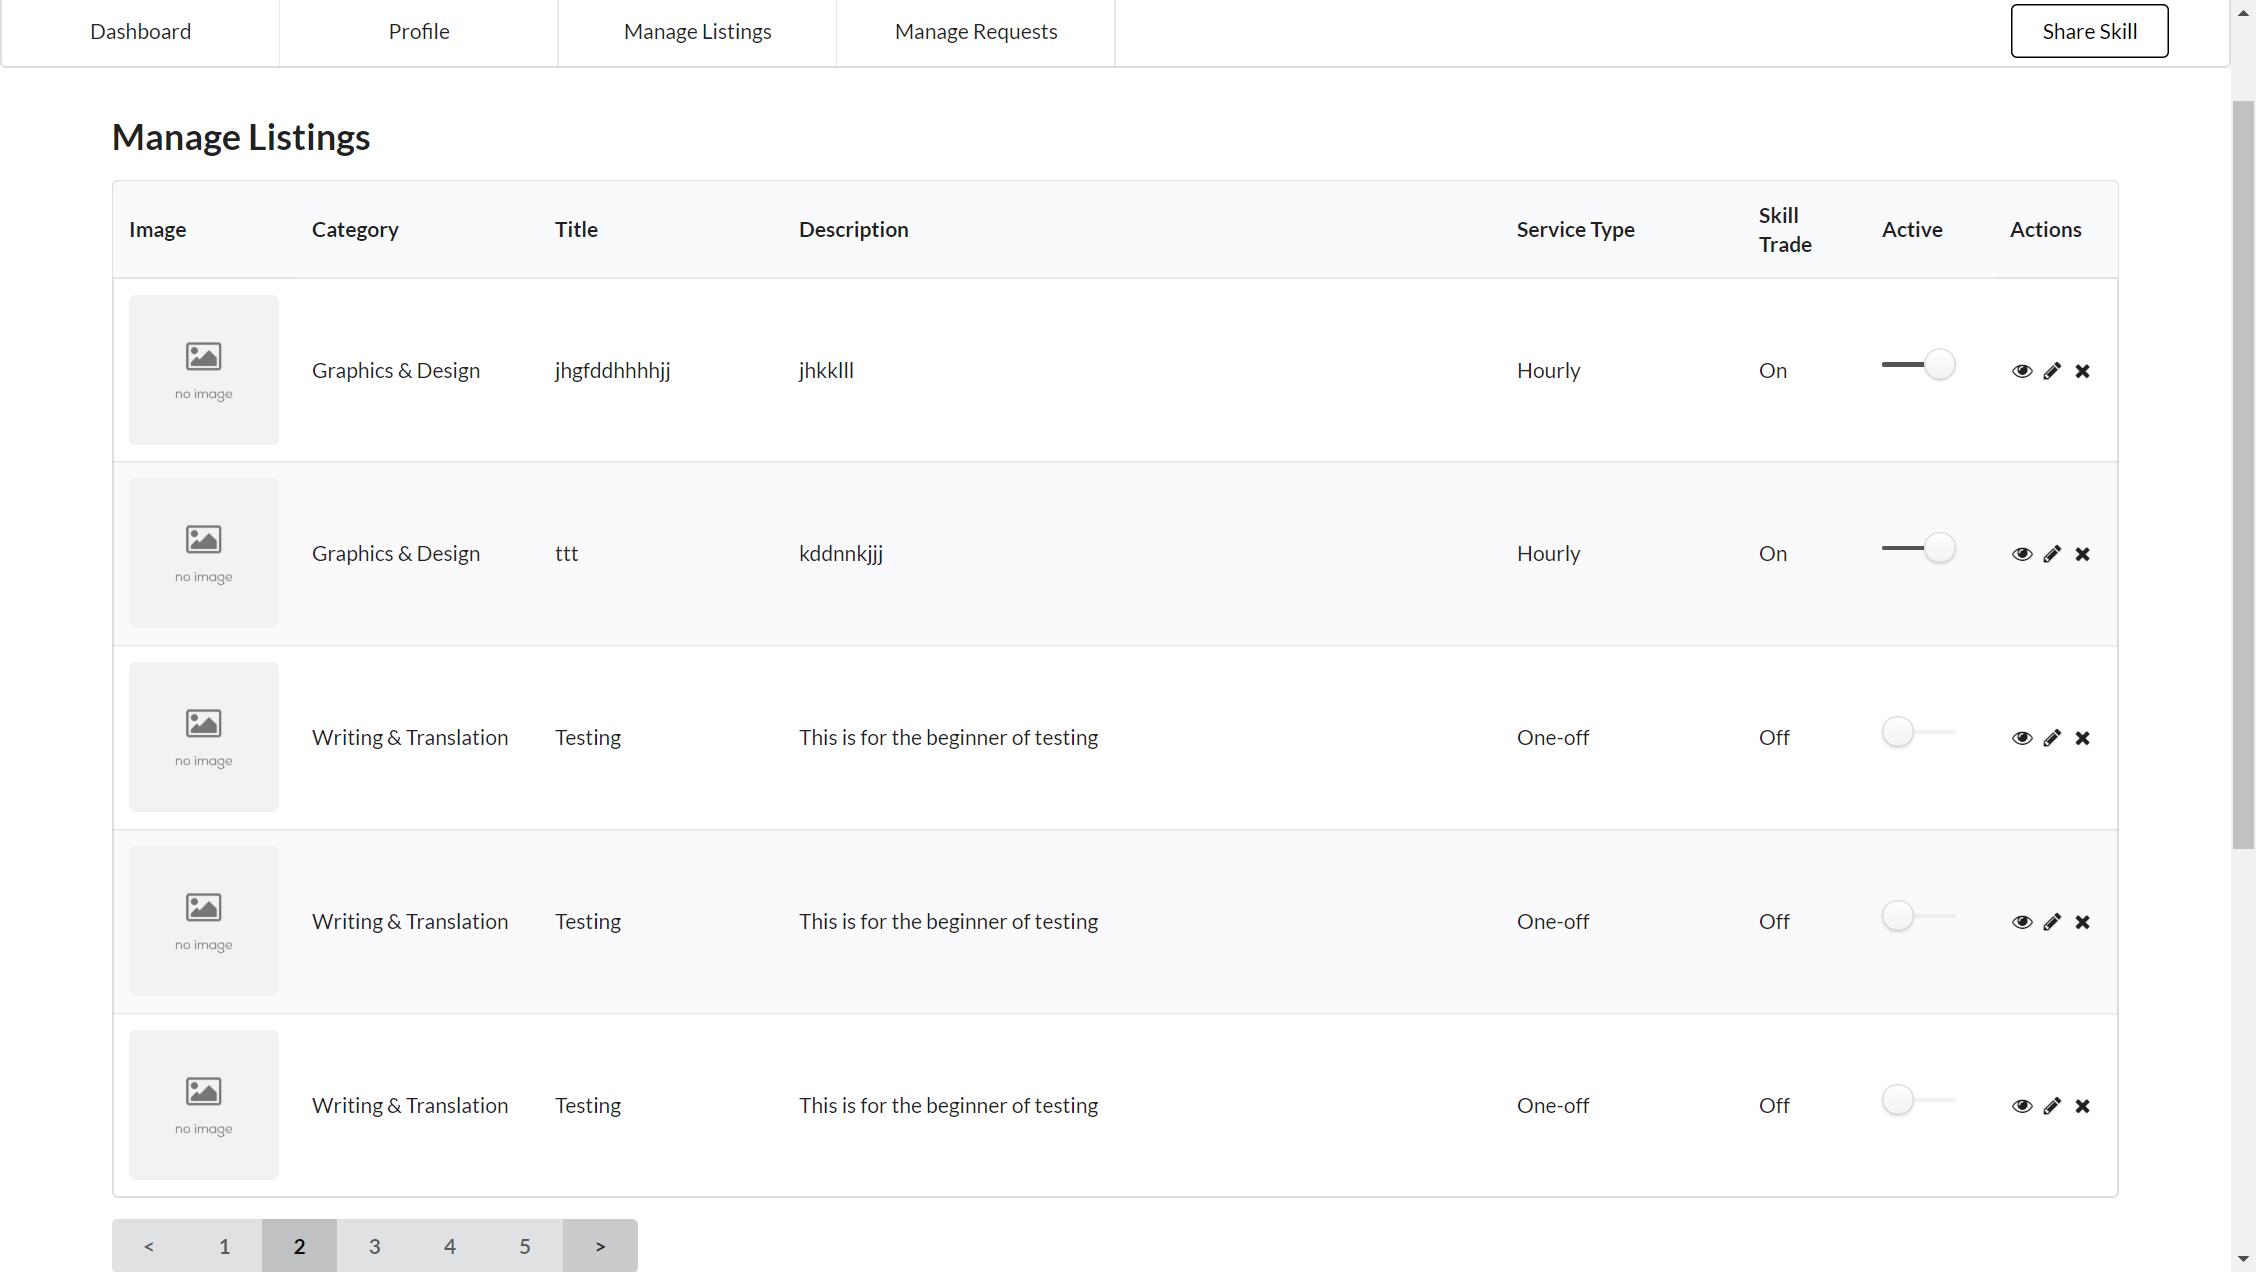 Dashboard Profile Manage Listings Manage Requests Share Skill
Manage Listings
Image Category Title Description Service Type Skill Trade Active Actions
no image Graphics & Design jhgfddhhhhjj jhkklll Hourly On
no image Graphics & Design ttt kddnnkjjj Hourly On
no image Writing & Translation Testing This is for the beginner of testing One-off Off
no image Writing & Translation Testing This is for the beginner of testing One-off Off
no image Writing & Translation Testing This is for the beginner of testing One-off Off
< 1 2 3 4 5 >